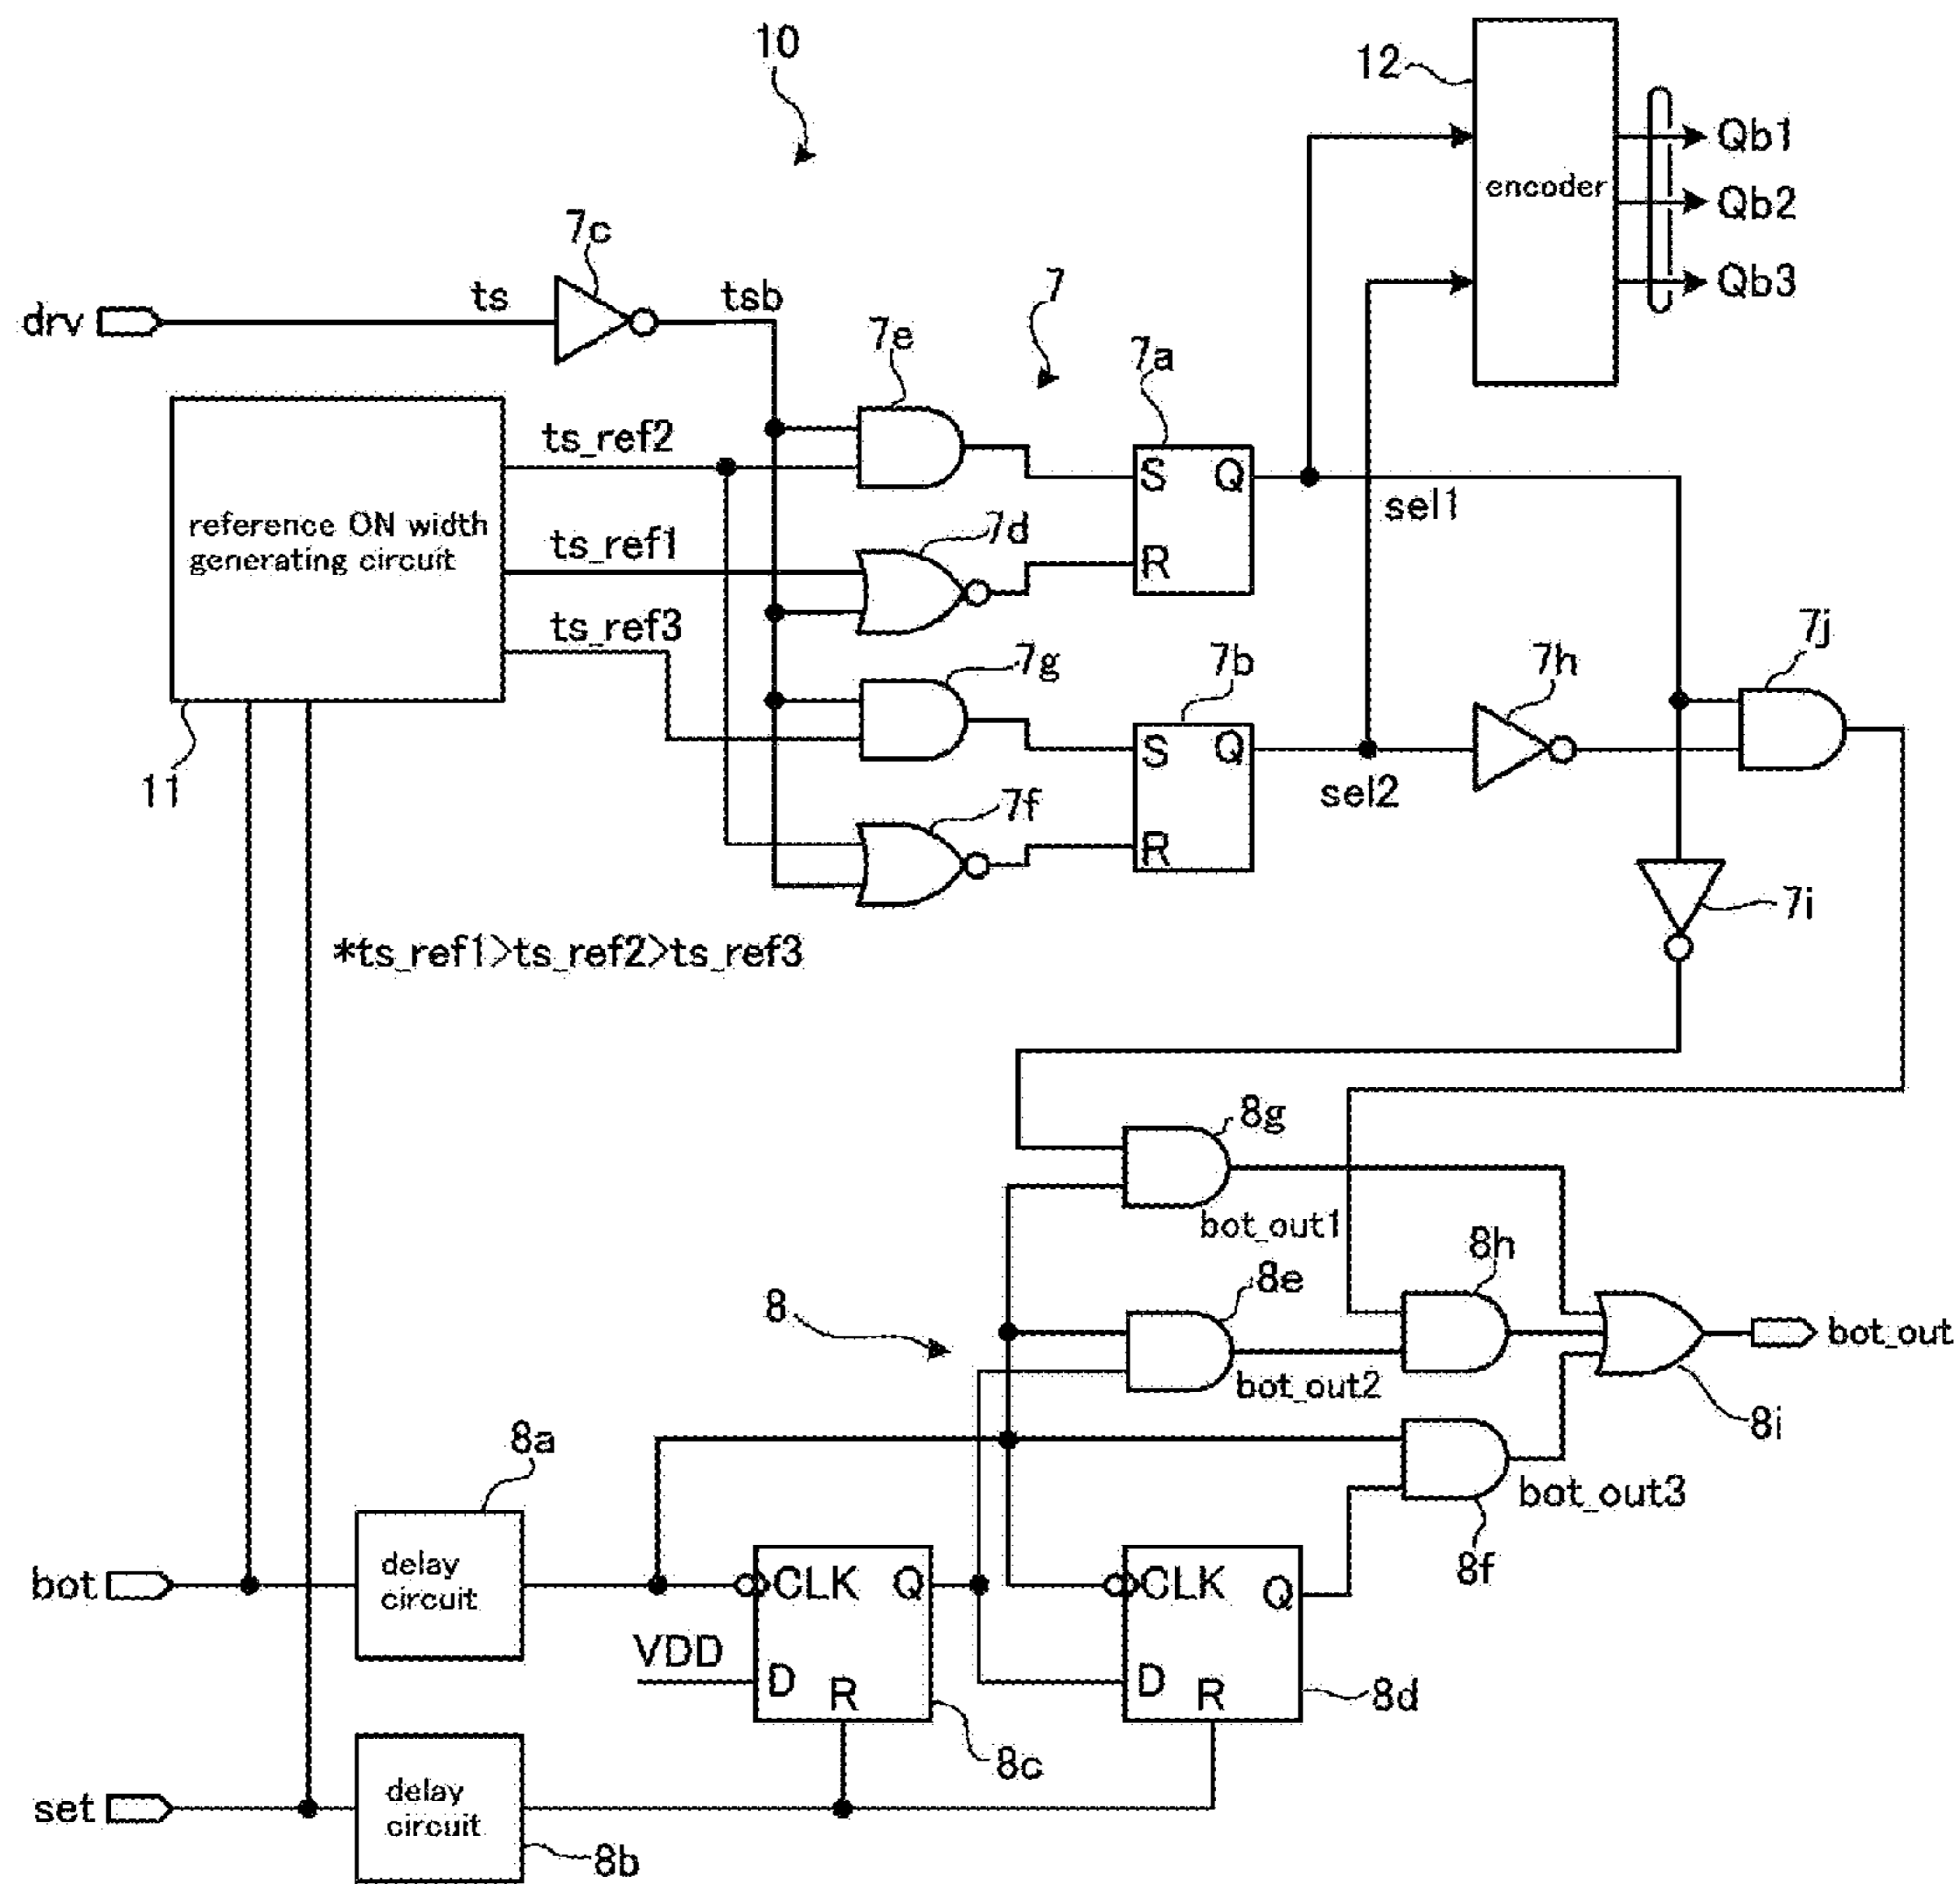 10
12
encoder
Qb1
Qb2
Qb3
7c
drv
ts
tsb
7
7e
7a
ts_ref2
S
Q
sel1
reference ON width
generating circuit
ts_ref1
7d
R
ts_ref3
7g
7b
7h
7j
11
S
Q
sel2
7f
R
7i
*ts_ref1>ts_ref2>ts_ref3
8g
bot_out1
8h
8
8e
bot_out
bot_out2
8i
8a
bot_out3
8f
bot
delay
circuit
CLK
Q
CLK
Q
VDD
D
R
D
R
8d
8c
set
delay
circuit
8b